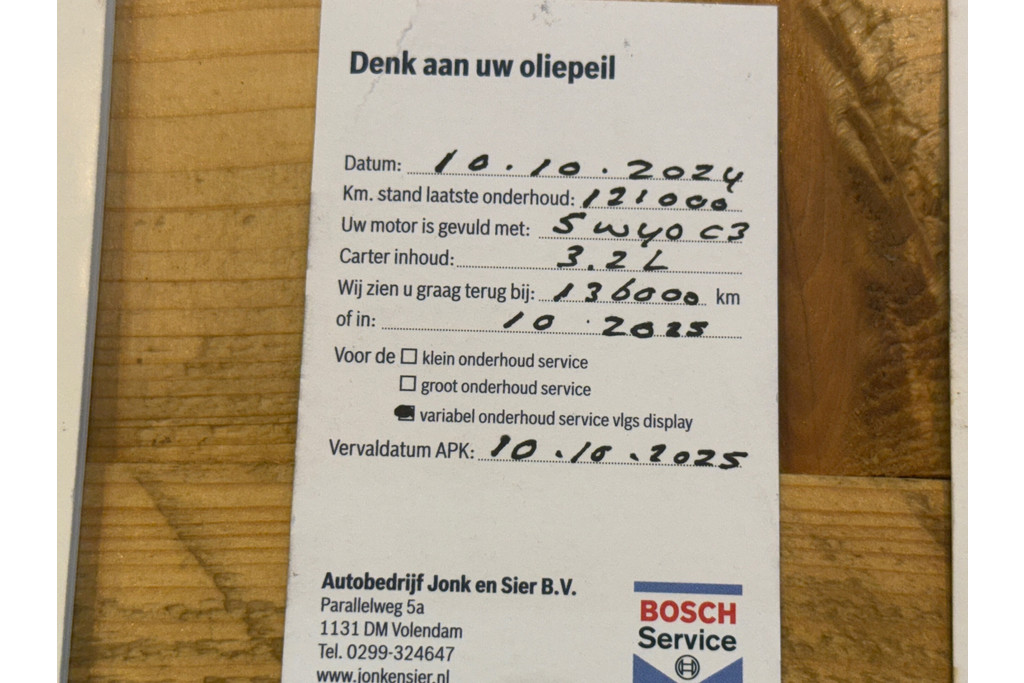 Denk aan uw oliepeil
Datum: 10.10.2024
Km. stand laatste onderhoud: 121000
Uw motor is gevuld met: 5W40 C3
Carter inhoud: 3.2 L
Wij zien u graag terug bij: 136000 km
of in: 10 . 2025
Voor de ☐ klein onderhoud service
☐ groot onderhoud service
■ variabel onderhoud service vlgs display
Vervaldatum APK: 10.10.2025
Autobedrijf Jonk en Sier B.V.
Parallelweg 5a
1131 DM Volendam
Tel. 0299-324647
www.jonkensier.nl
BOSCH
Service